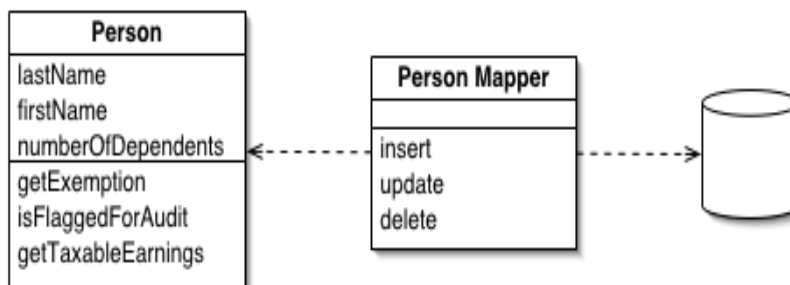 Person
lastName
firstName
numberOfDependents
getExemption
isFlaggedForAudit
getTaxableEarnings
Person Mapper
insert
update
delete